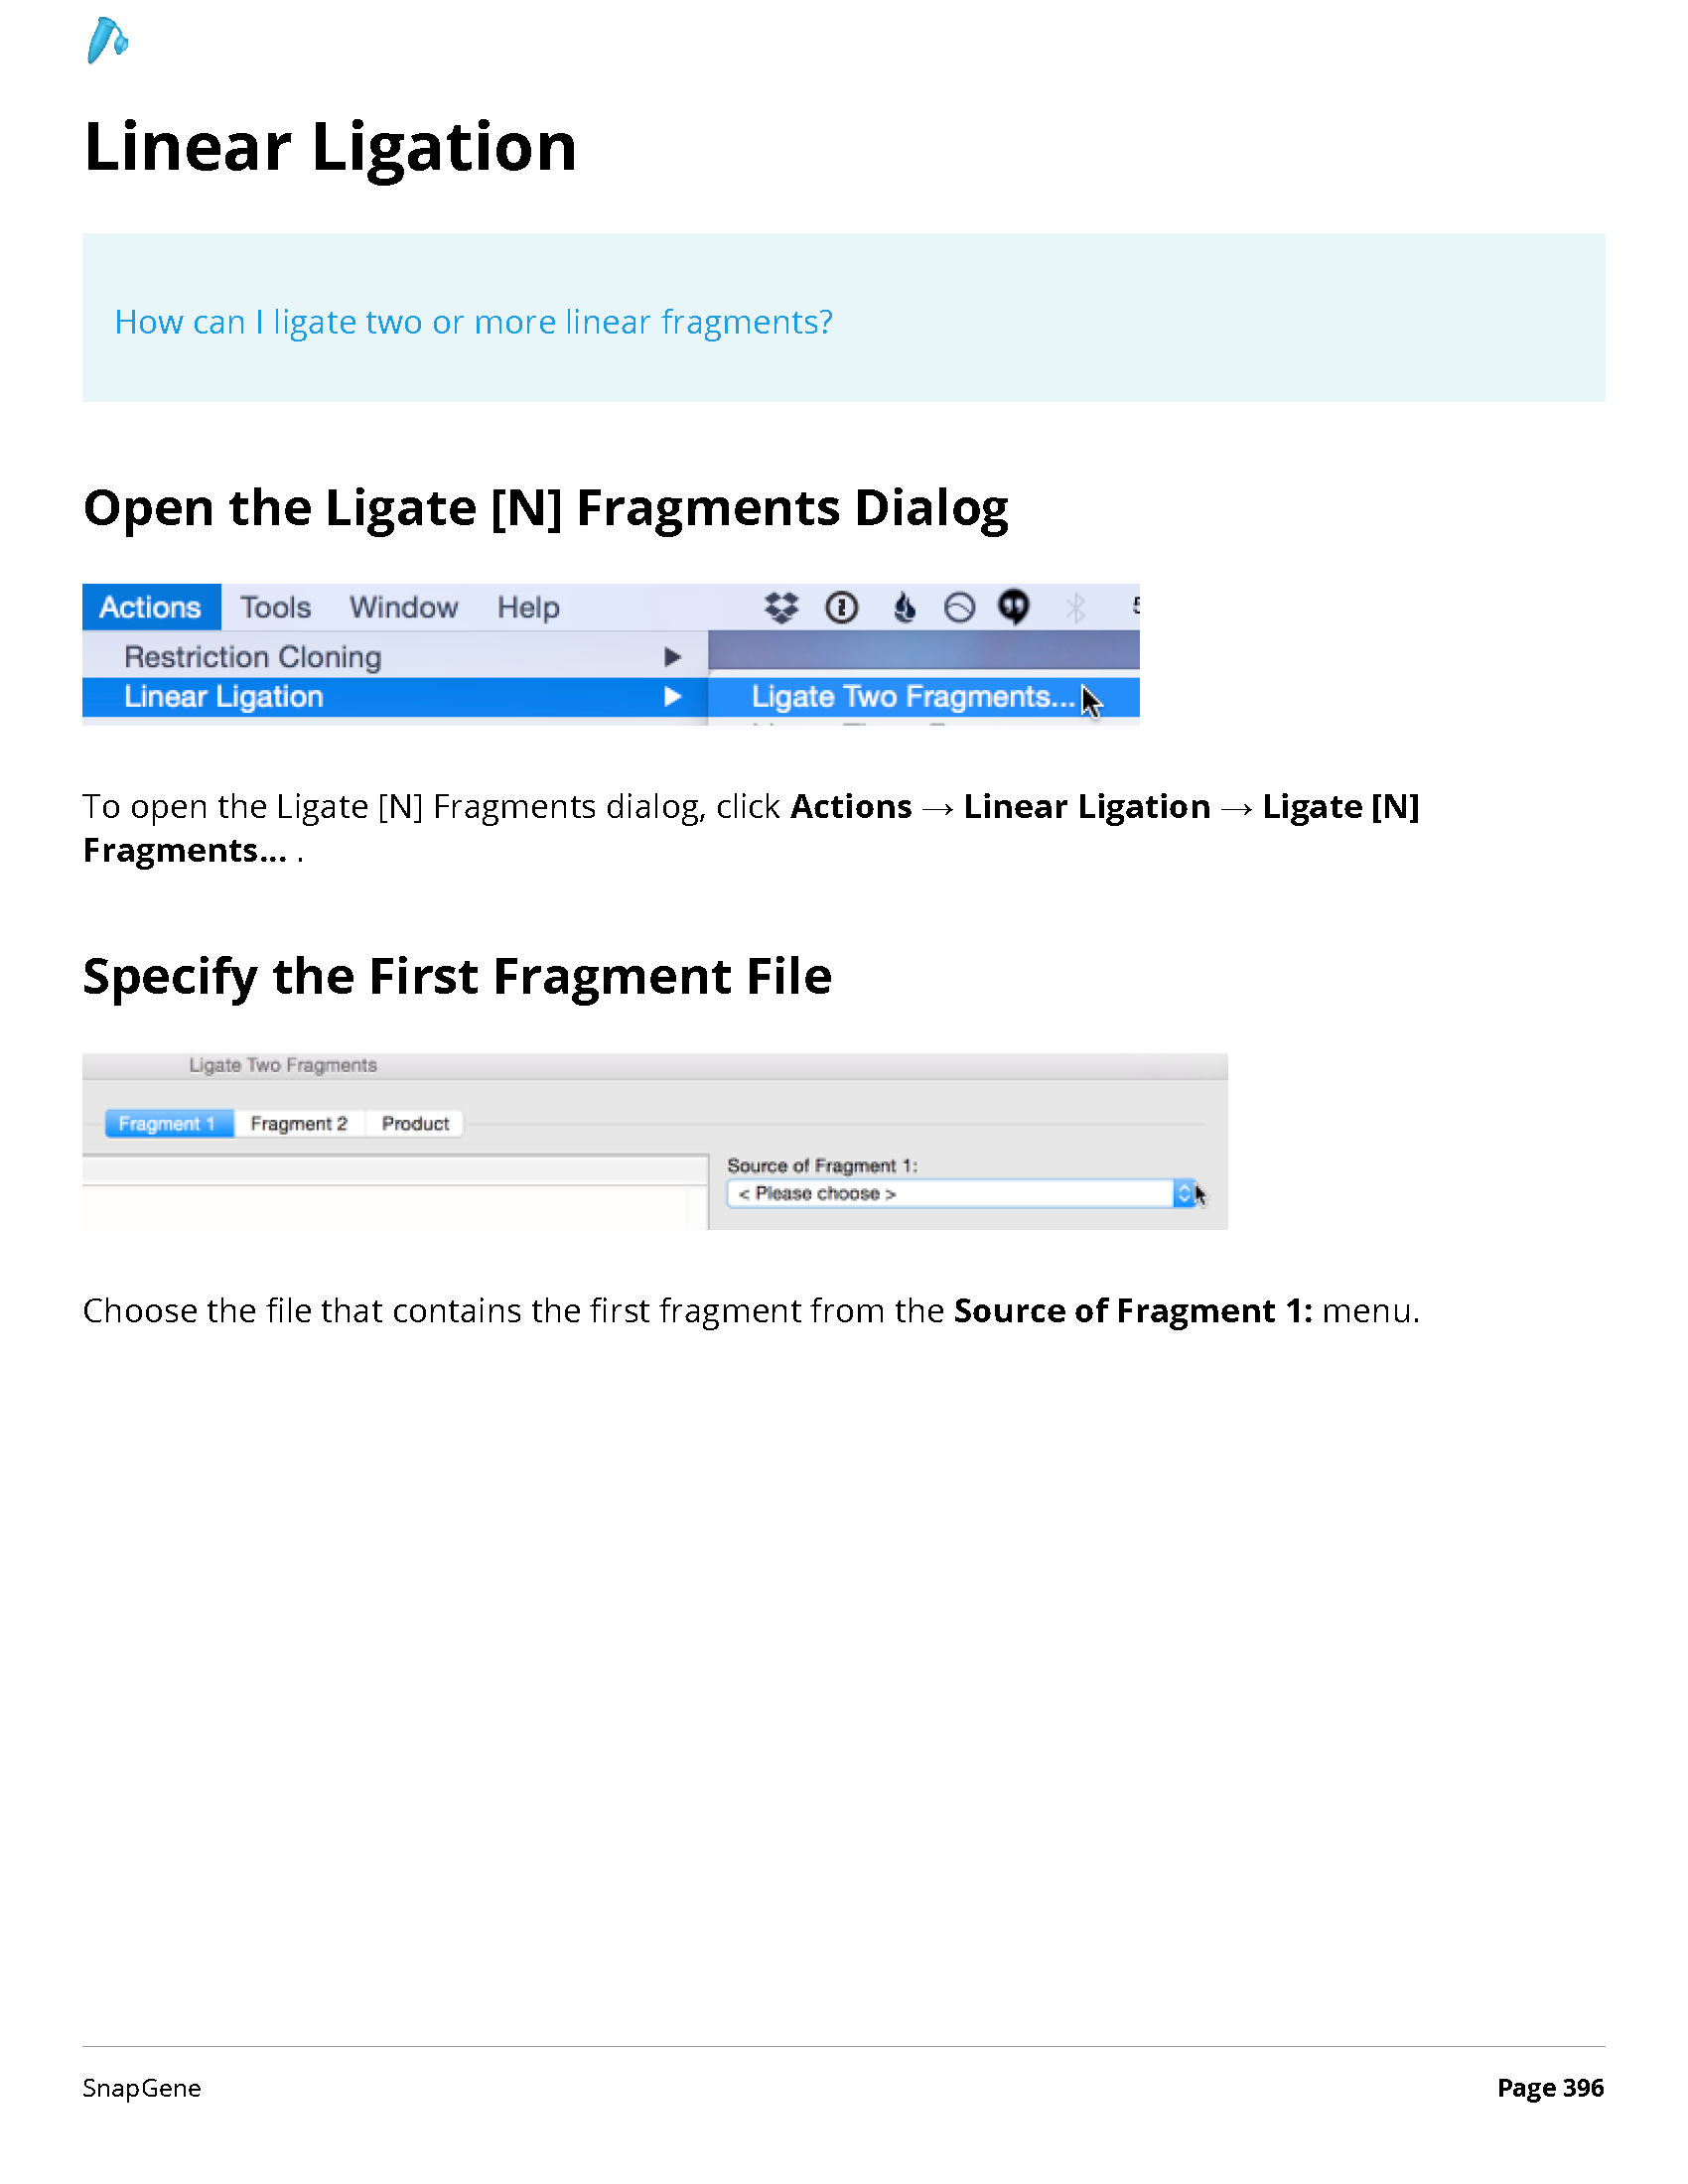 Linear Ligation
How can I ligate two or more linear fragments?
Open the Ligate [N] Fragments Dialog
Actions Tools Window Help
Restriction Cloning ▶
Linear Ligation ▶ Ligate Two Fragments...
To open the Ligate [N] Fragments dialog, click Actions → Linear Ligation → Ligate [N]
Fragments... .
Specify the First Fragment File
Ligate Two Fragments
Fragment 1 Fragment 2 Product
Source of Fragment 1:
< Please choose >
Choose the file that contains the first fragment from the Source of Fragment 1: menu.
SnapGene Page 396